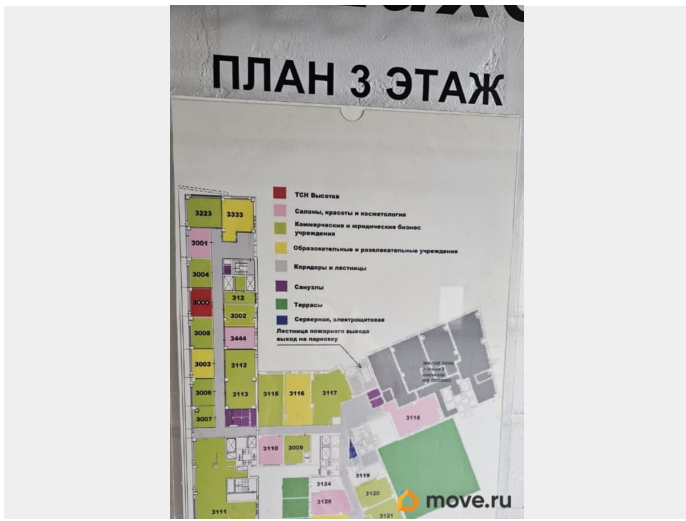 ПЛАН 3 ЭТАЖ
ТСН Высотка
Салоны, красоты и косметологии
Коммерческие и юридические бизнес
учреждения
Образовательные и развлекательные учреждение
Коридоры и лестницы
Санузлы
Террасы
Серверная, электрощитовая
Лестница пожарного выхода
выход на парковку
3223
3333
3001
3004
312
3002
3005
3444
3003
3112
3006
3113
3007
3115
3116
3117
3118
3110
3009
3119
3124
3120
3125
3111
3121
move.ru